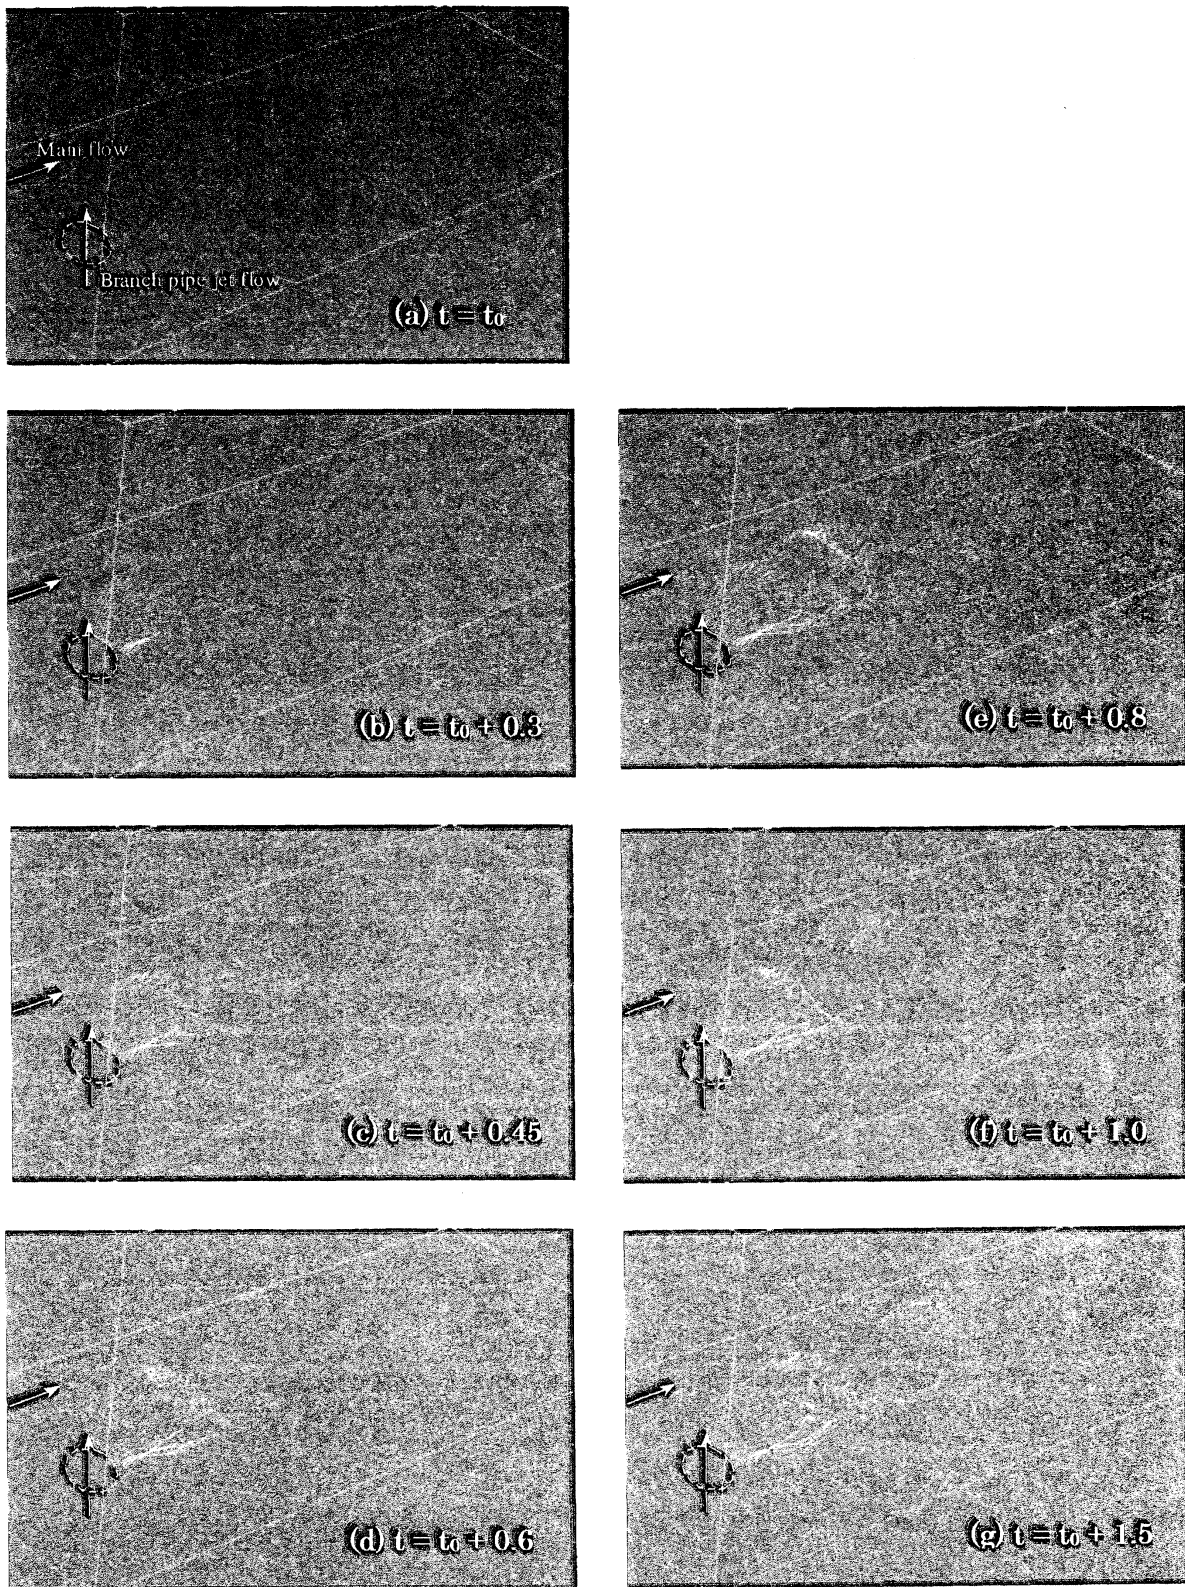 Main flow
Branch pipe jet flow
(a) t = t₀
(b) t = t₀ + 0.3
(c) t = t₀ + 0.45
(d) t = t₀ + 0.6
(e) t = t₀ + 0.8
(f) t = t₀ + 1.0
(g) t = t₀ + 1.5